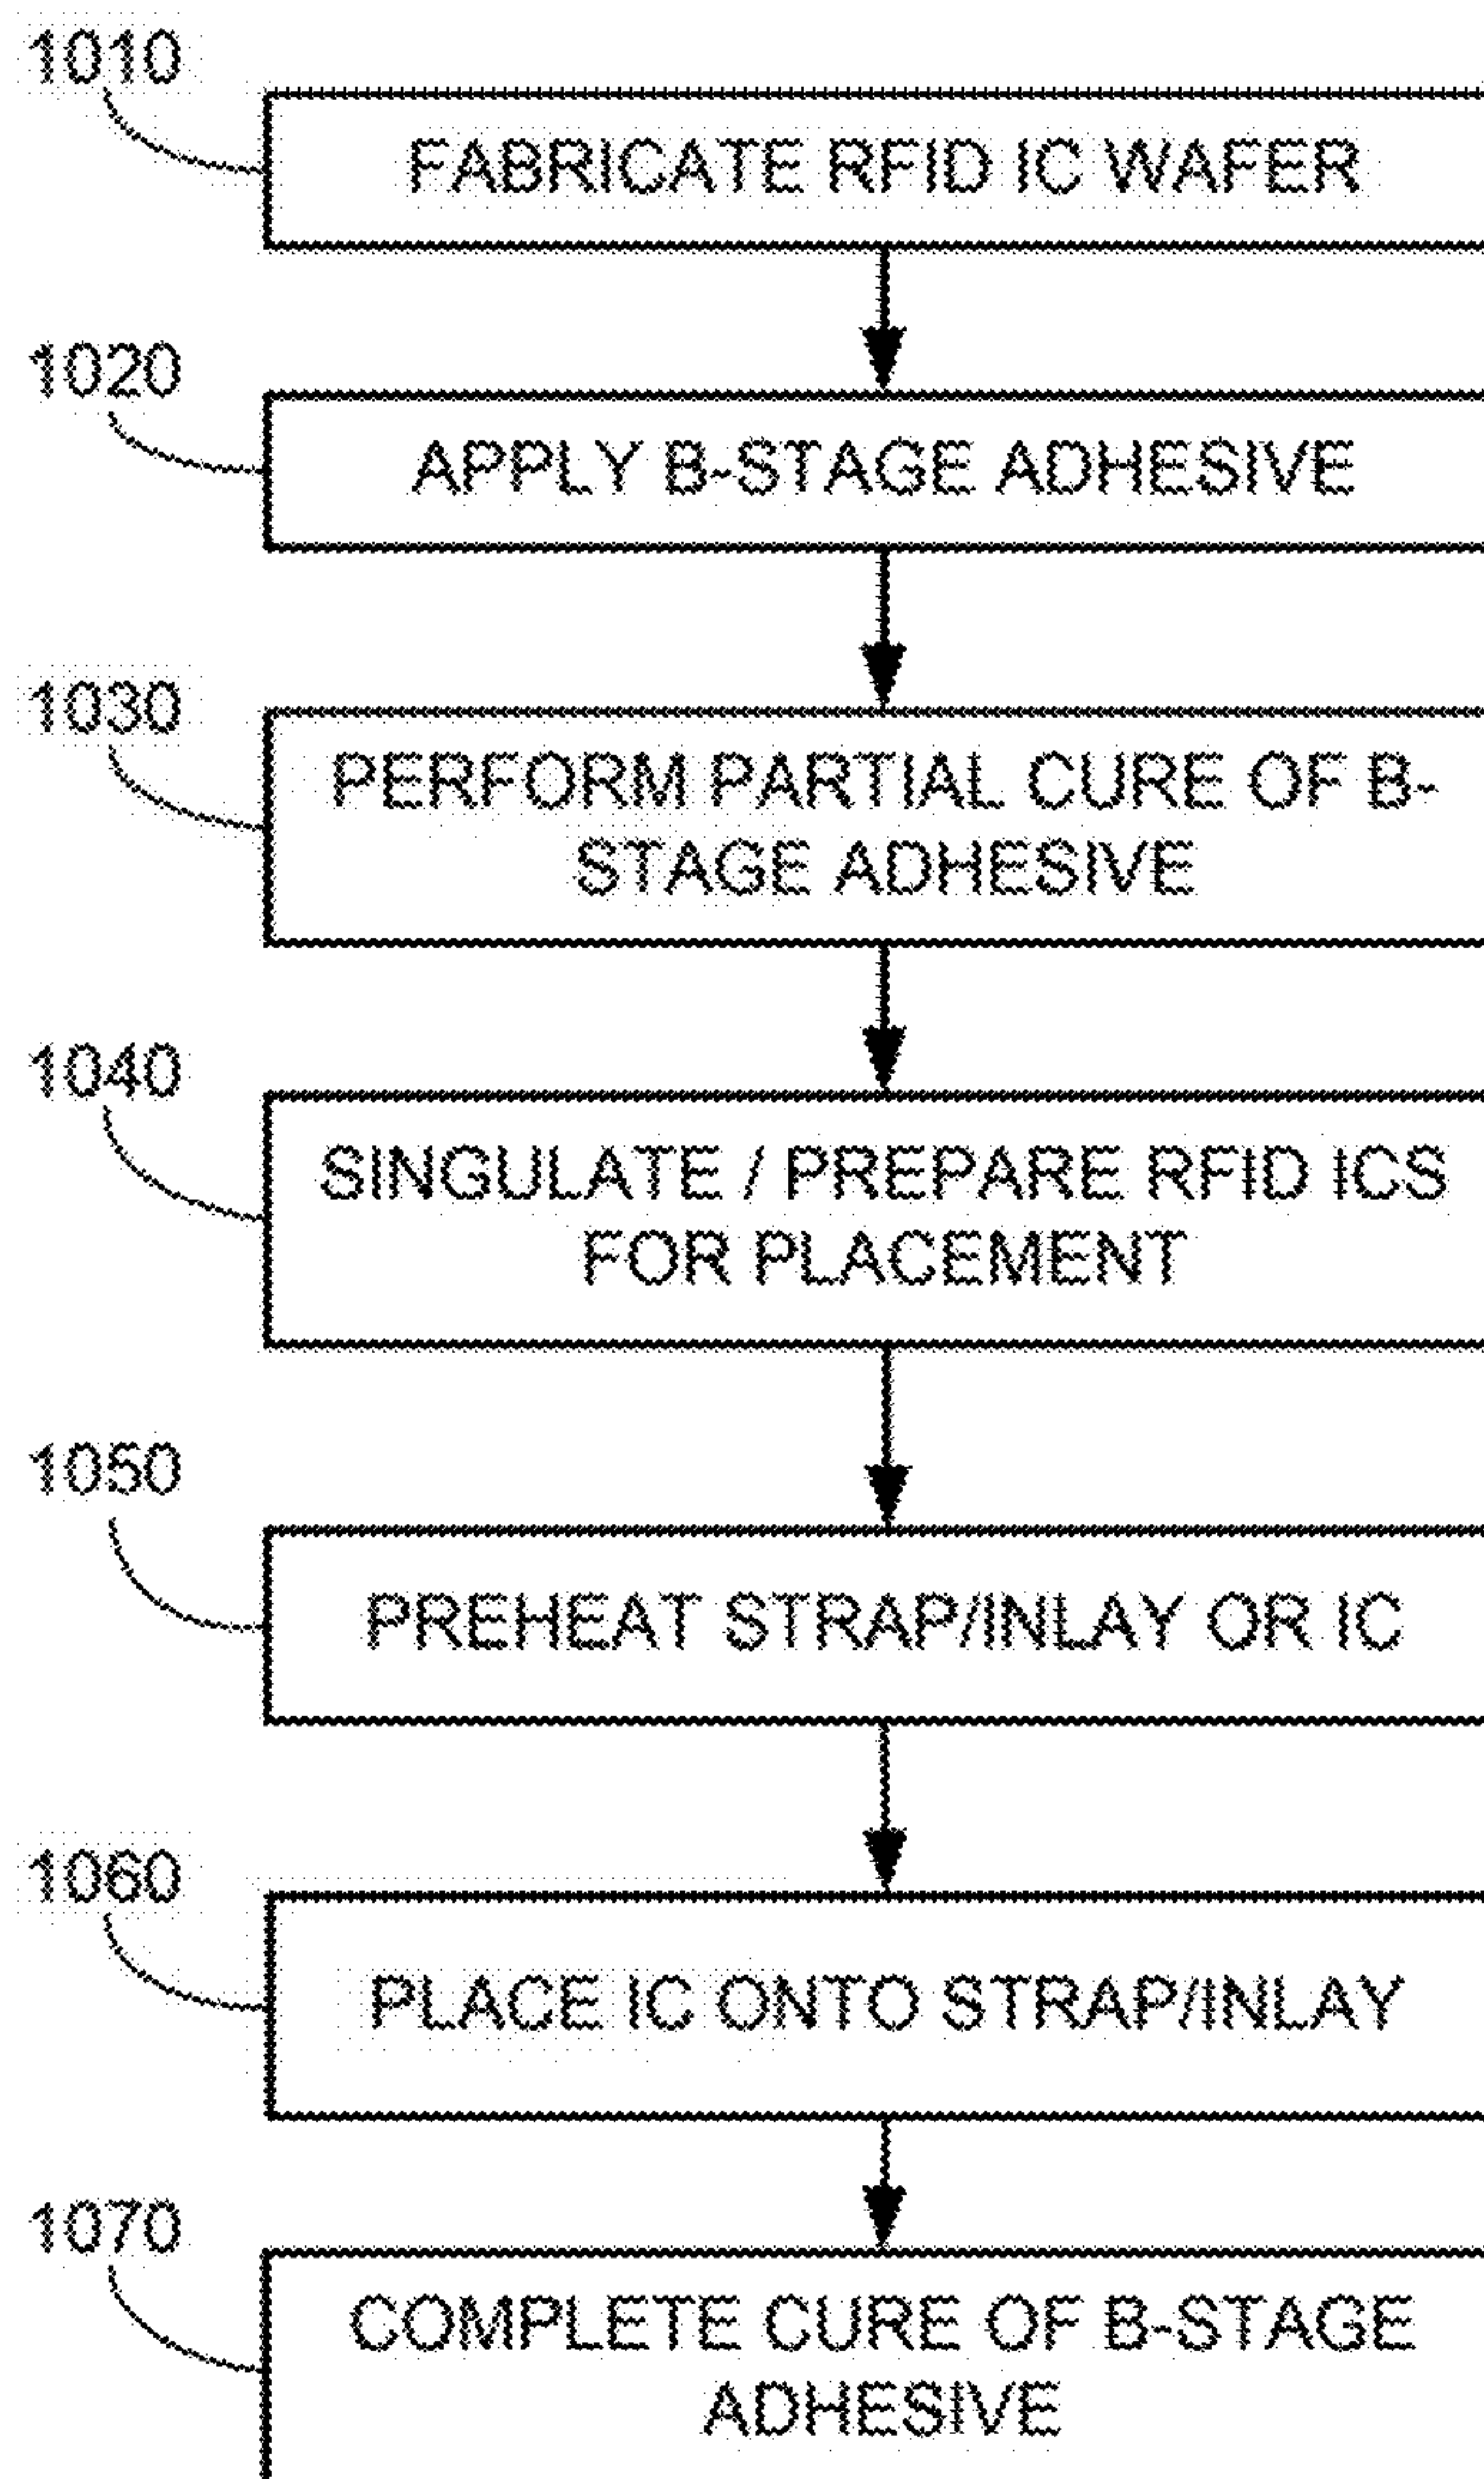 1010
FABRICATE RFID IC WAFER
1020
APPLY B-STAGE ADHESIVE
1030
PERFORM PARTIAL CURE OF B-
STAGE ADHESIVE
1040
SINGULATE / PREPARE RFID ICS
FOR PLACEMENT
1050
PREHEAT STRAP/INLAY OR IC
1060
PLACE IC ONTO STRAP/INLAY
1070
COMPLETE CURE OF B-STAGE
ADHESIVE